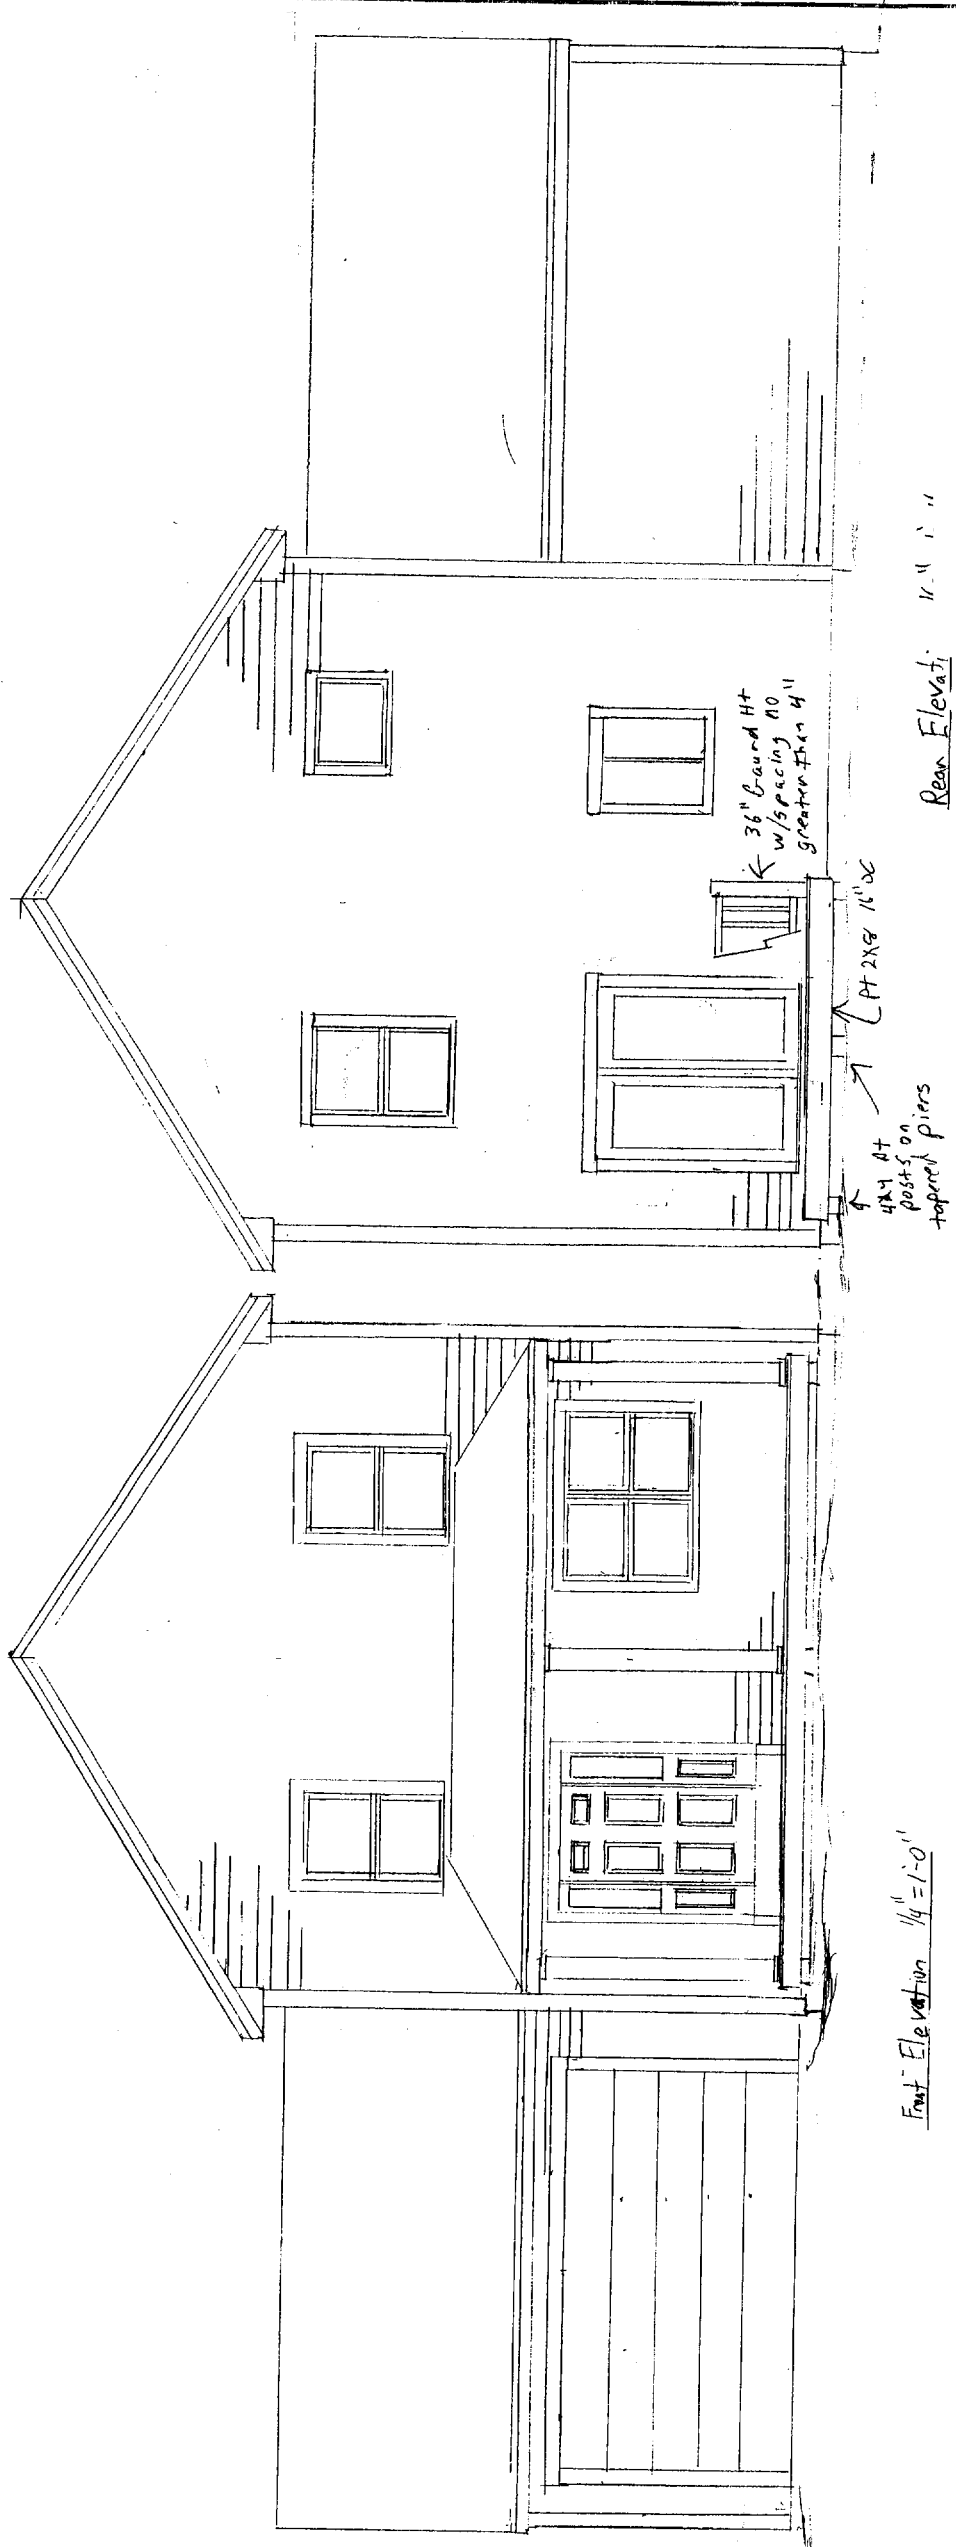 Front Elevation 1/4"=1'-0"
4x4 pt
posts on
tapered piers
pt 2x8 16" oc
36" Gaurd Ht
w/spacing no
greater than 4"
Rear Elevati